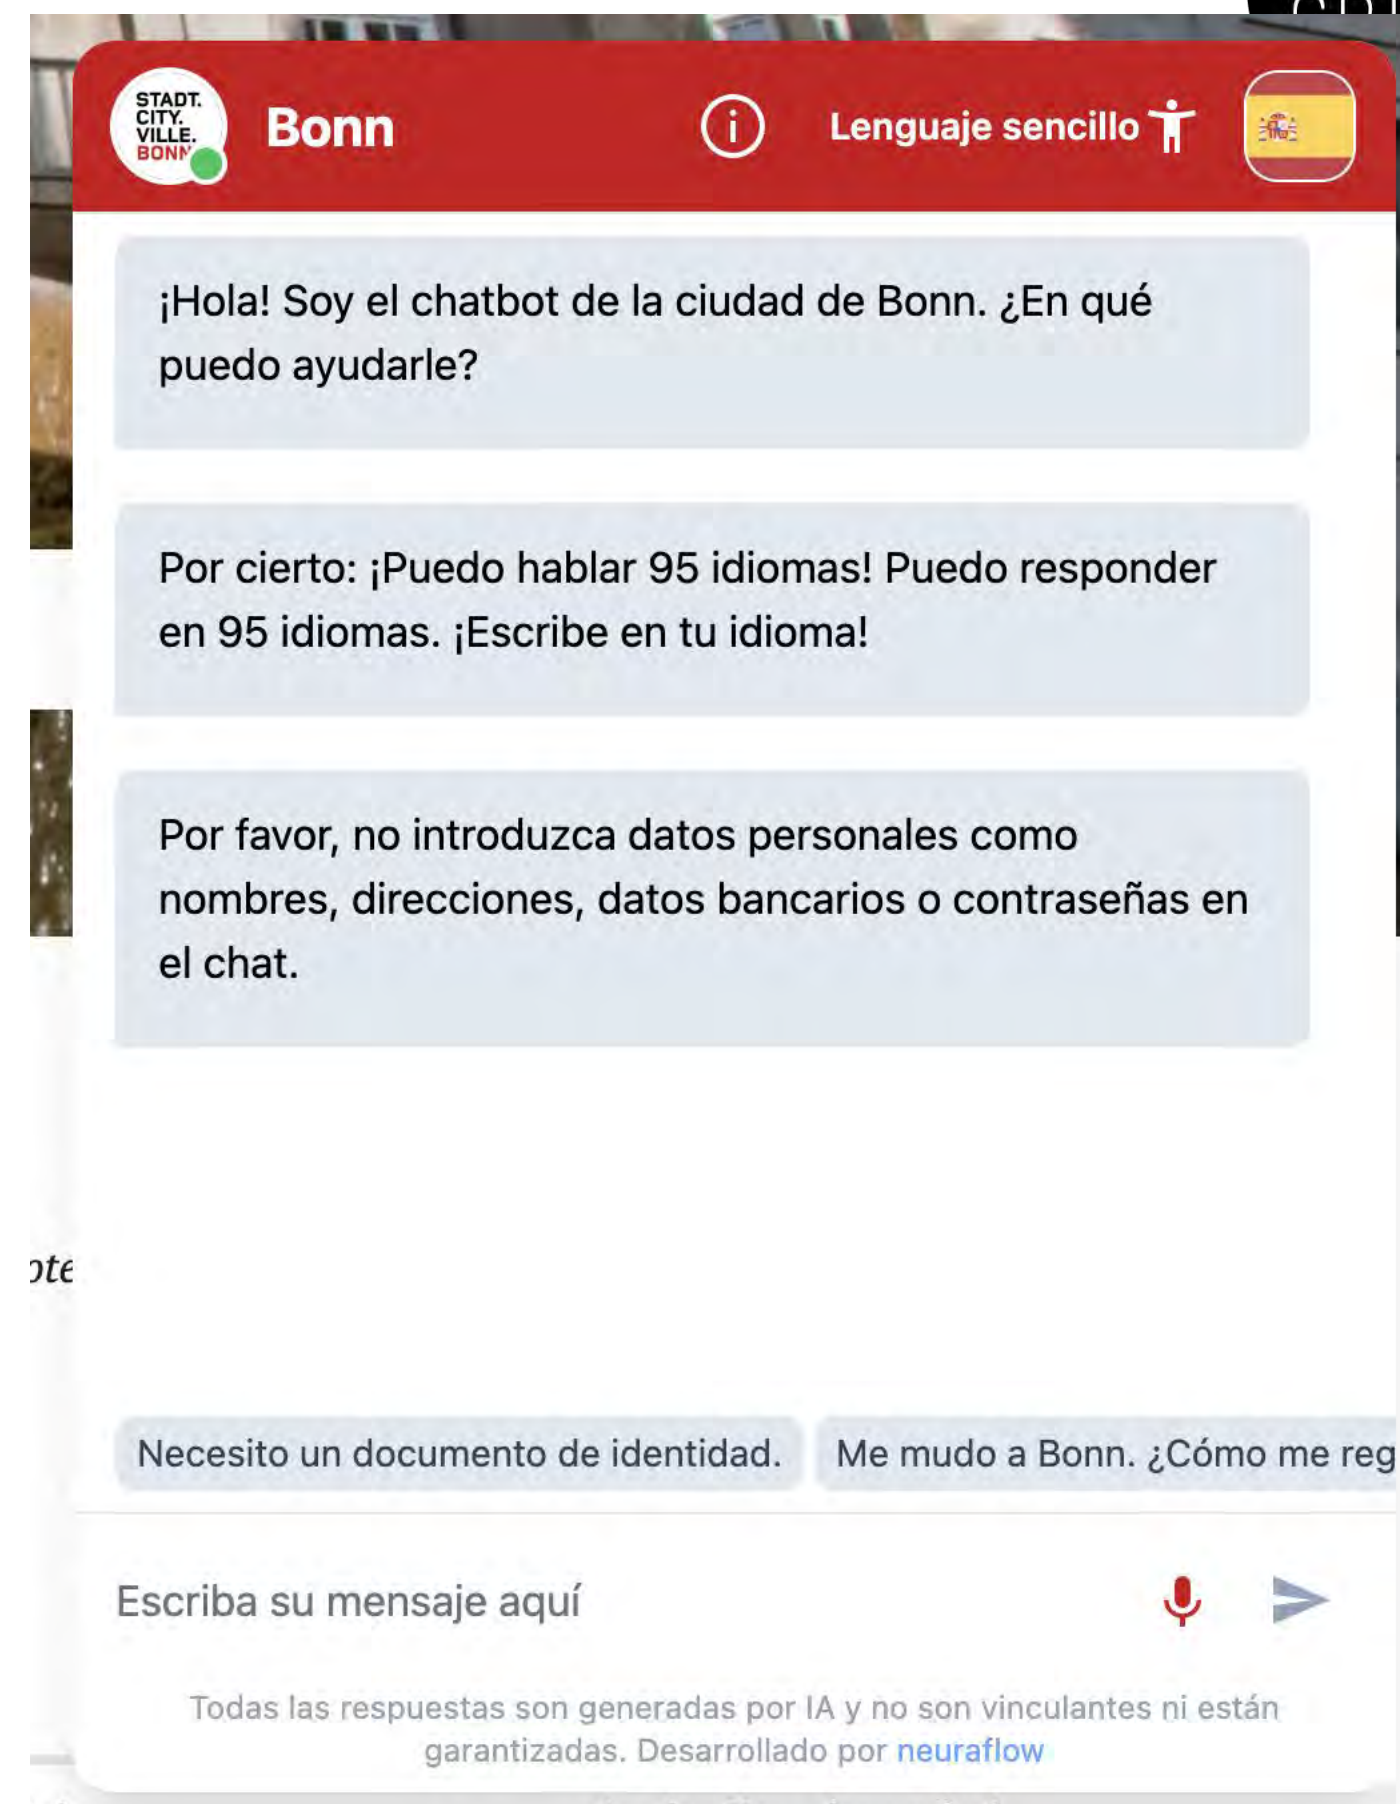 STADT.
CITY.
VILLE.
BONN
Bonn
i
Lenguaje sencillo
¡Hola! Soy el chatbot de la ciudad de Bonn. ¿En qué
puedo ayudarle?
Por cierto: ¡Puedo hablar 95 idiomas! Puedo responder
en 95 idiomas. ¡Escribe en tu idioma!
Por favor, no introduzca datos personales como
nombres, direcciones, datos bancarios o contraseñas en
el chat.
ote
Necesito un documento de identidad.
Me mudo a Bonn. ¿Cómo me reg
Escriba su mensaje aquí
Todas las respuestas son generadas por IA y no son vinculantes ni están
garantizadas. Desarrollado por neuraflow